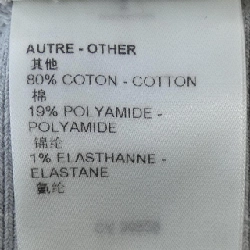 AUTRE - OTHER
其他
80% COTON - COTTON
棉
19% POLYAMIDE -
POLYAMIDE
锦纶
1% ELASTHANNE -
ELASTANE
氨纶